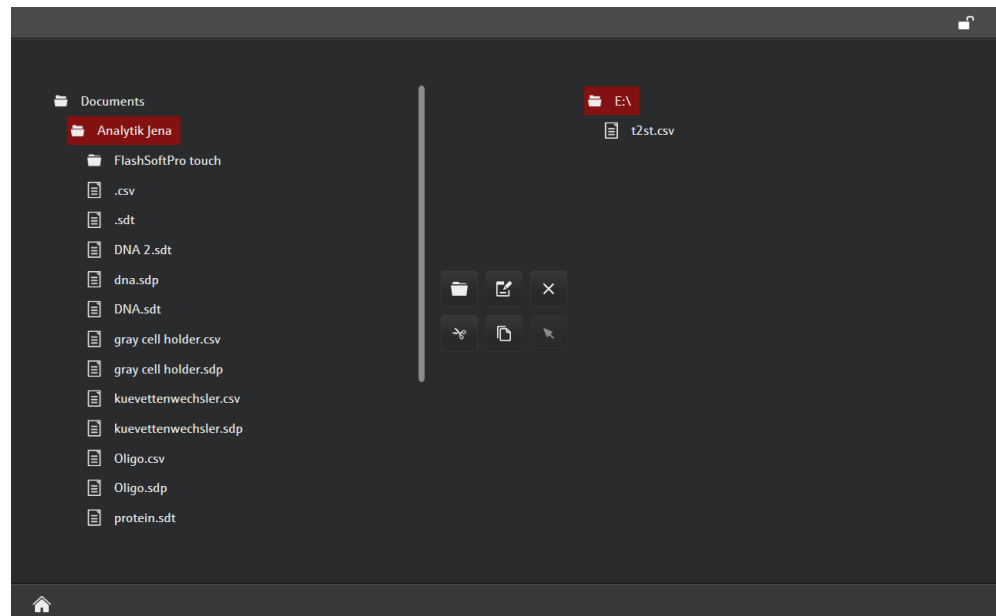 Documents
Analytik Jena
FlashSoftPro touch
.csv
.sdt
DNA 2.sdt
dna.sdp
DNA.sdt
gray cell holder.csv
gray cell holder.sdp
kuevettenwechsler.csv
kuevettenwechsler.sdp
Oligo.csv
Oligo.sdp
protein.sdt
E:\
t2st.csv